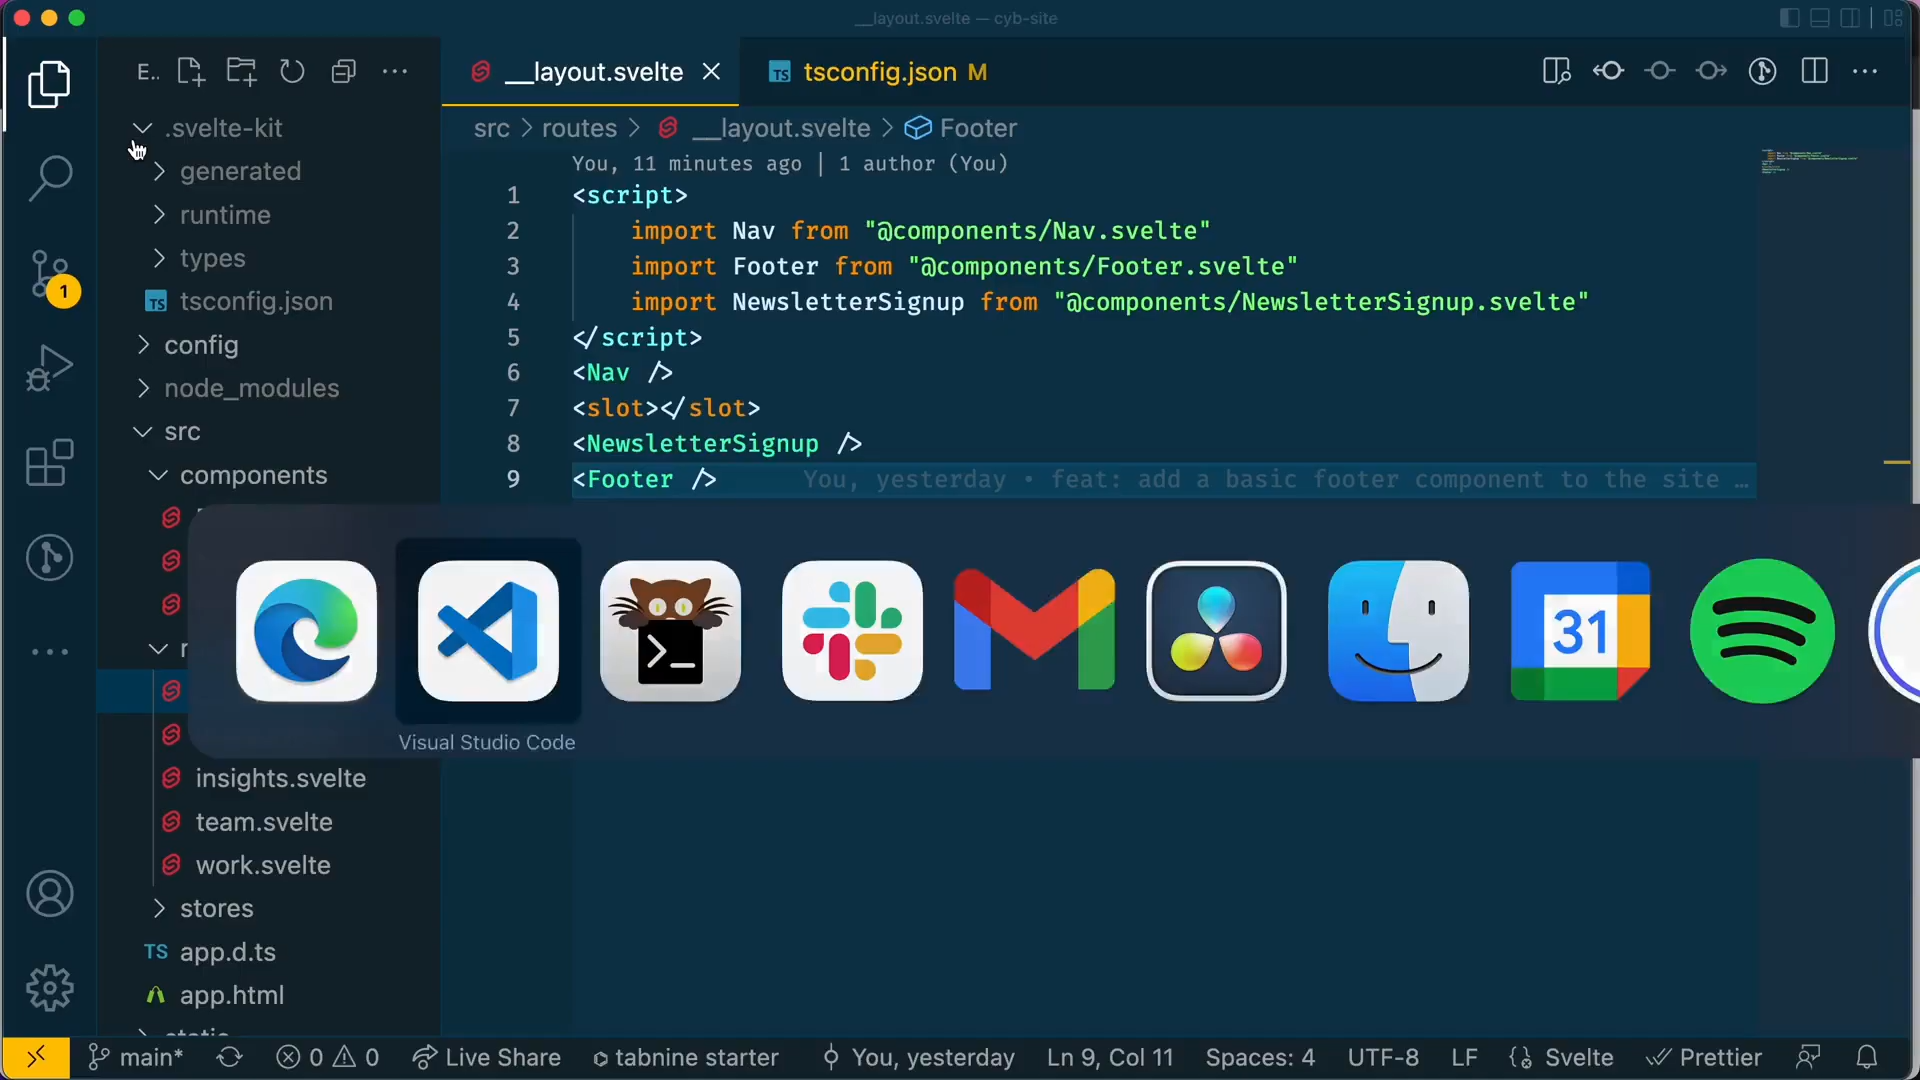 __layout.svelte — cyb-site
E..
__layout.svelte
tsconfig.json M
.svelte-kit
generated
runtime
types
tsconfig.json
config
node_modules
src
components
insights.svelte
team.svelte
work.svelte
stores
TS app.d.ts
app.html
src > routes > __layout.svelte > Footer
You, 11 minutes ago | 1 author (You)
1 <script>
2 import Nav from "@components/Nav.svelte"
3 import Footer from "@components/Footer.svelte"
4 import NewsletterSignup from "@components/NewsletterSignup.svelte"
5 </script>
6 <Nav />
7 <slot></slot>
8 <NewsletterSignup />
9 <Footer /> You, yesterday • feat: add a basic footer component to the site …
1
31
Visual Studio Code
main* 0 0 Live Share tabnine starter You, yesterday Ln 9, Col 11 Spaces: 4 UTF-8 LF Svelte Prettier